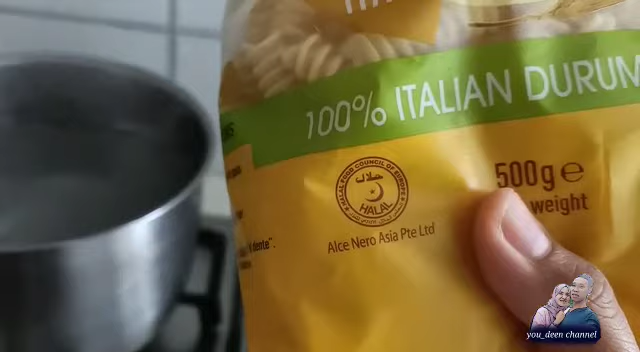 100% ITALIAN DURUM
HALAL FOOD COUNCIL OF EUROPE
حلال
HALAL
Alce Nero Asia Pte Ltd
500g e
weight
dente".
you_deen channel